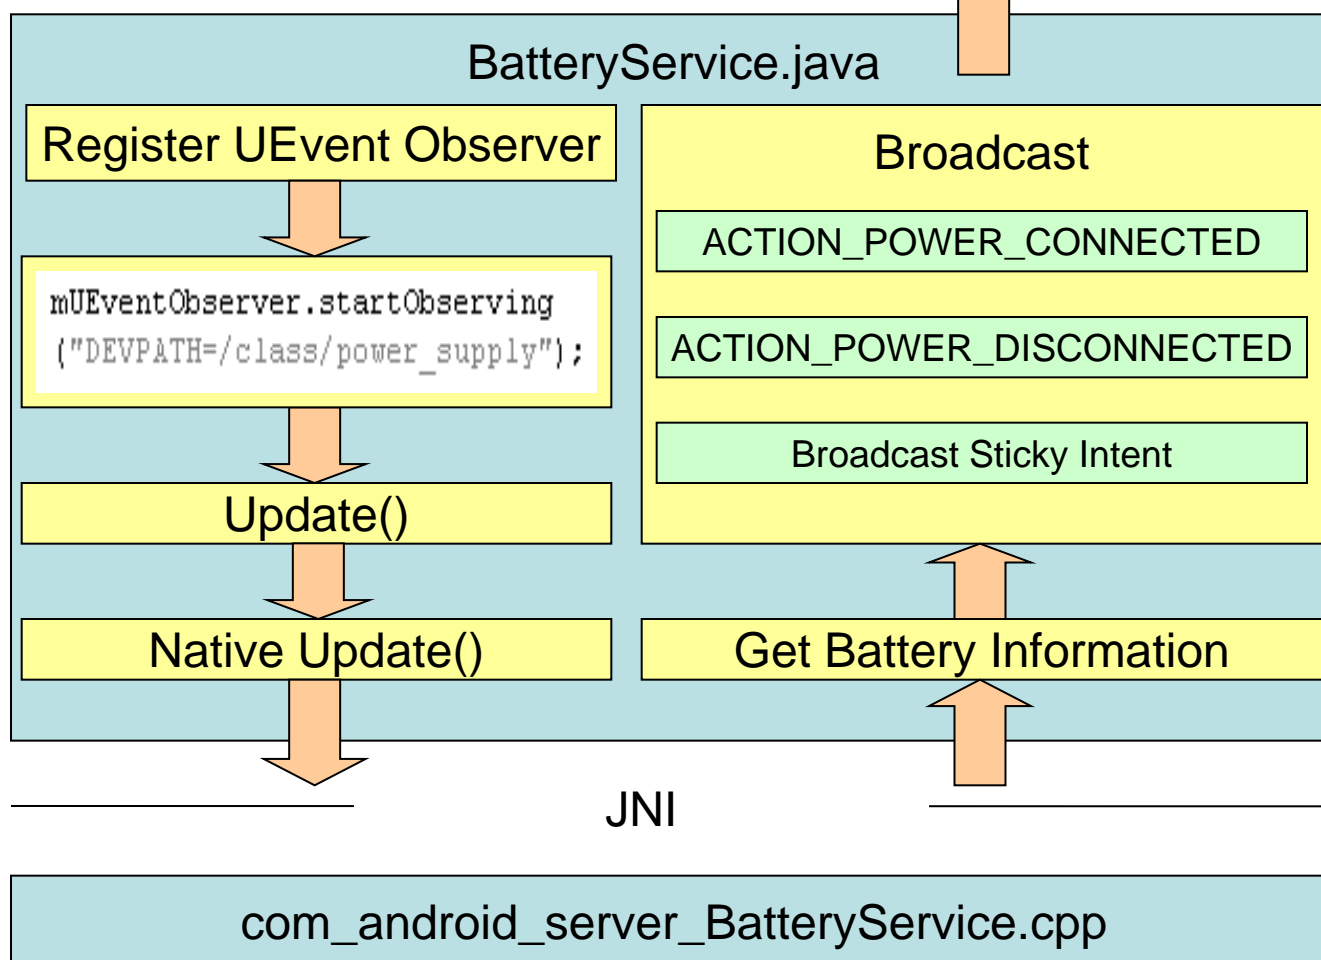 BatteryService.java
Register UEvent Observer
mUEventObserver.startObserving
("DEVPATH=/class/power_supply");
Update()
Native Update()
Broadcast
ACTION_POWER_CONNECTED
ACTION_POWER_DISCONNECTED
Broadcast Sticky Intent
Get Battery Information
JNI
com_android_server_BatteryService.cpp